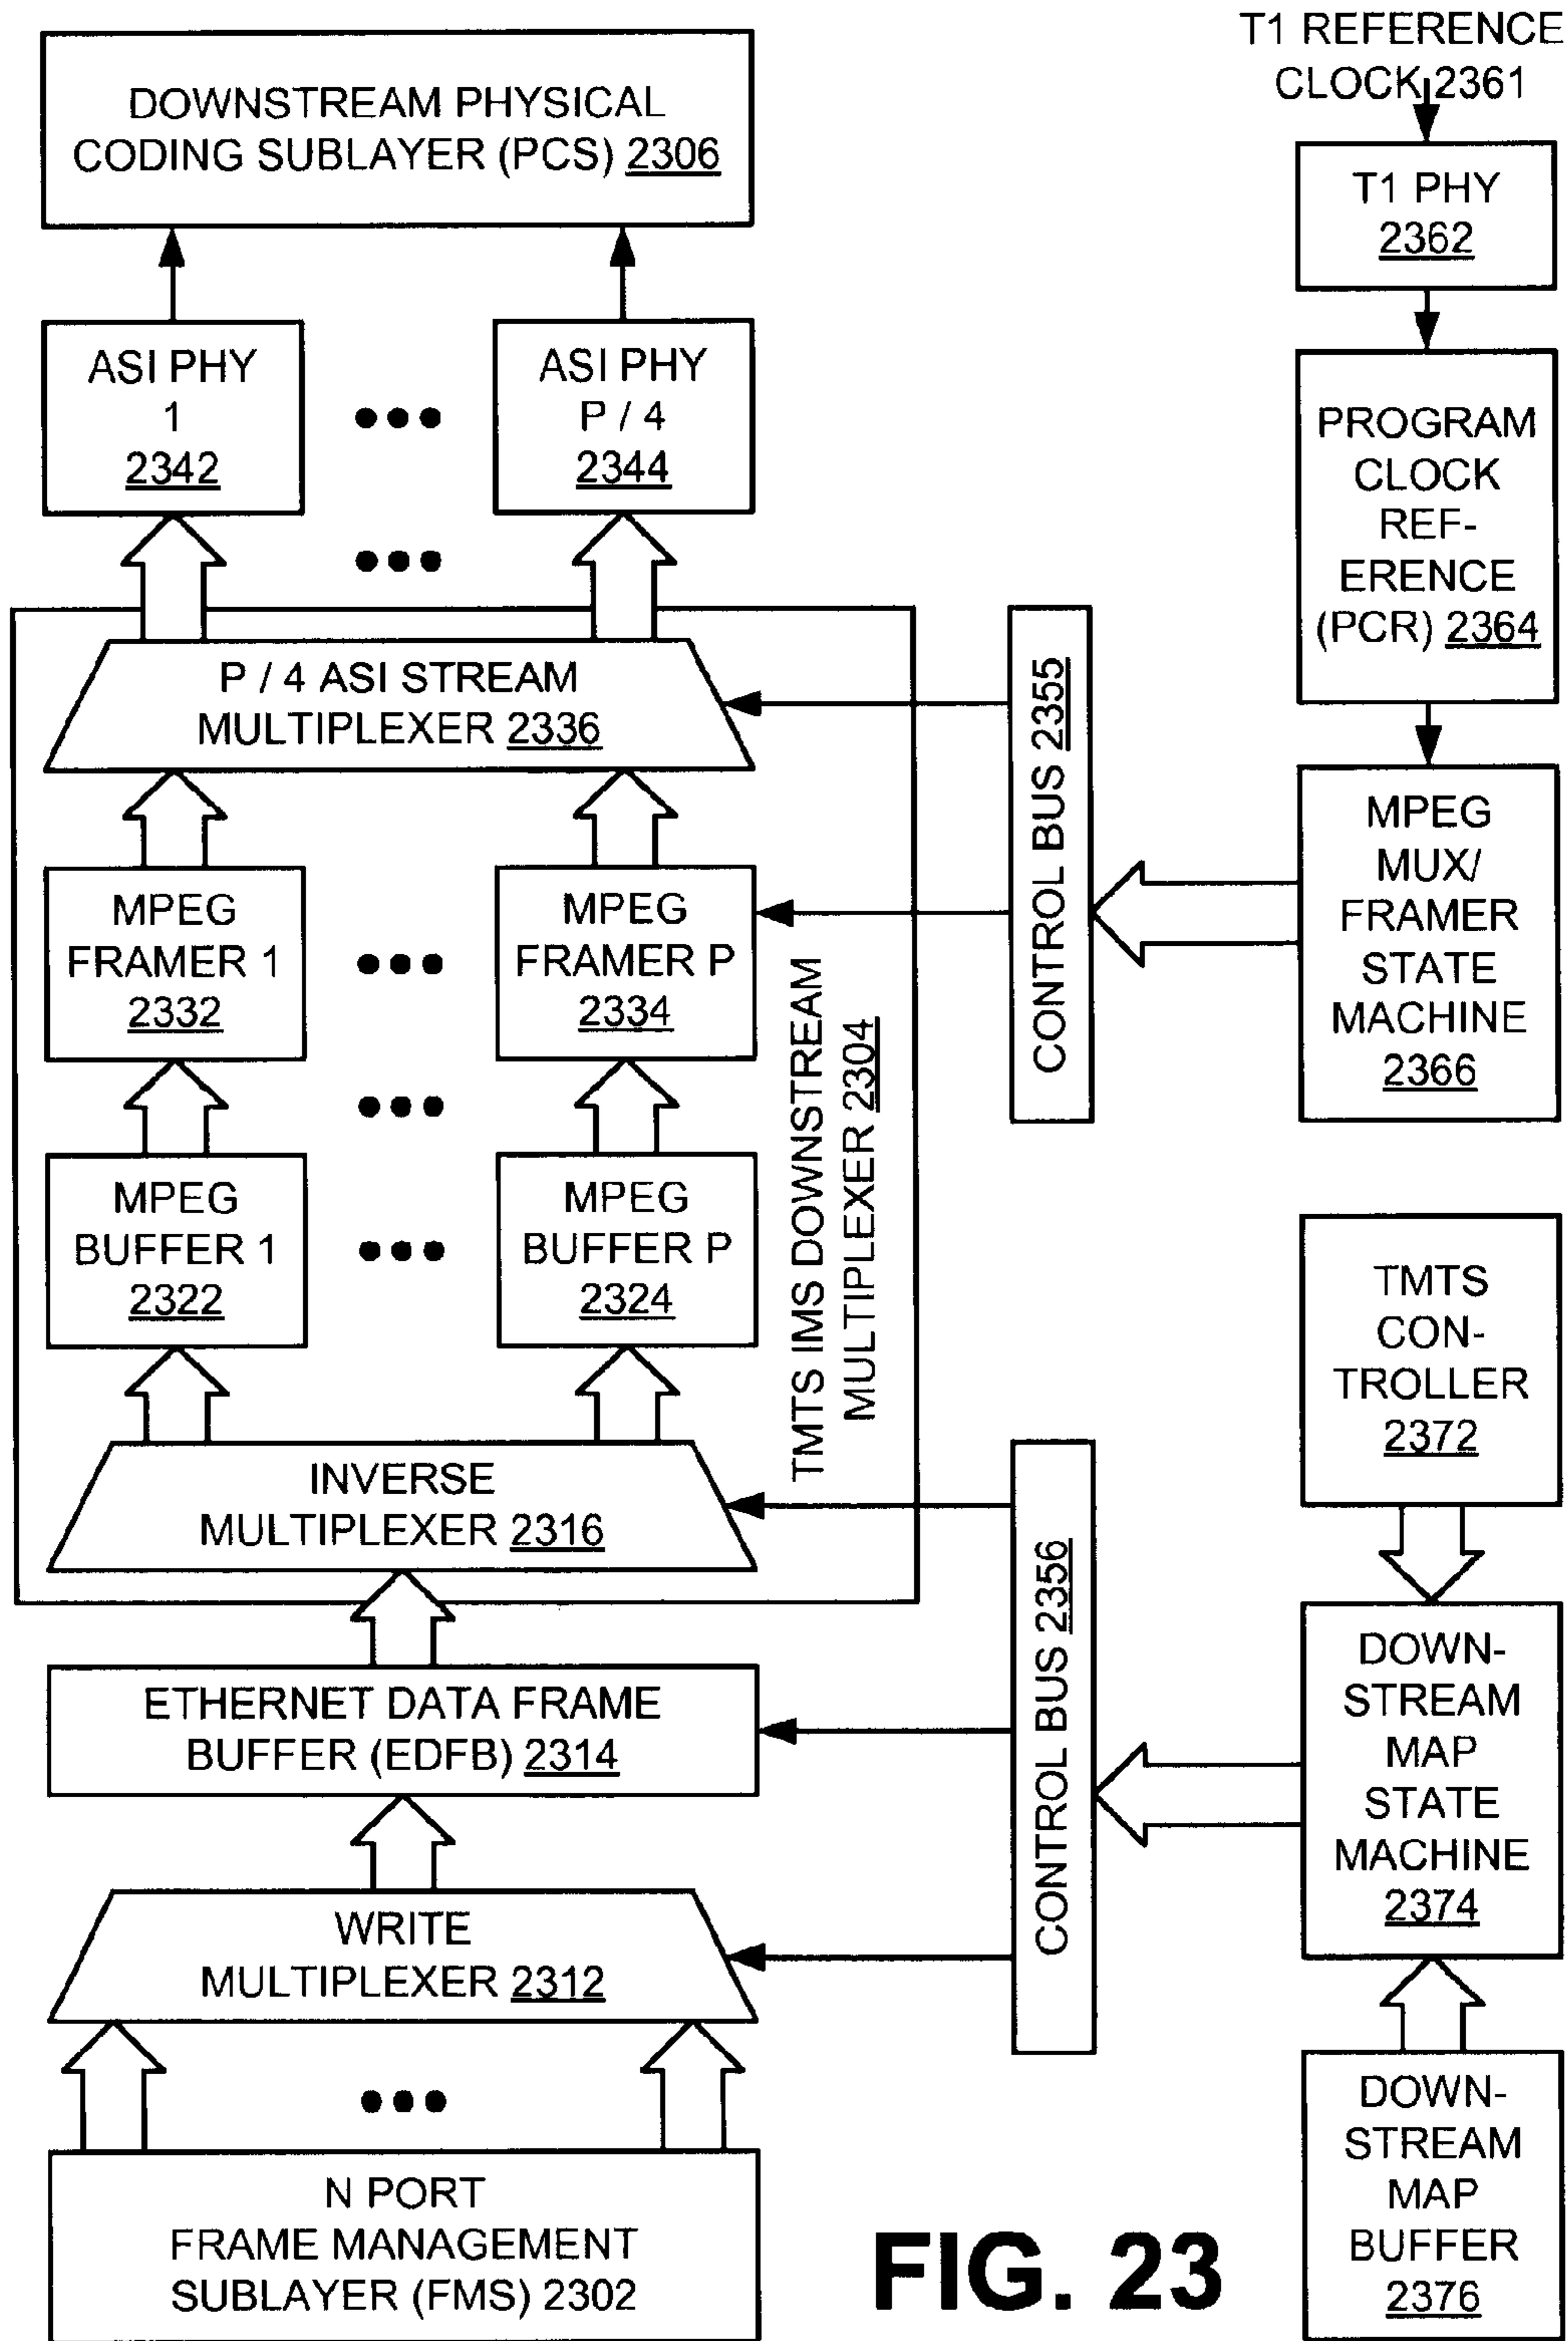 T1 REFERENCE
CLOCK 2361
DOWNSTREAM PHYSICAL
CODING SUBLAYER (PCS) 2306
T1 PHY
2362
ASI PHY
1
2342
ASI PHY
P / 4
2344
PROGRAM
CLOCK
REF-
ERENCE
(PCR) 2364
P / 4 ASI STREAM
MULTIPLEXER 2336
CONTROL BUS 2355
MPEG
MUX/
FRAMER
STATE
MACHINE
2366
MPEG
FRAMER 1
2332
MPEG
FRAMER P
2334
TMTS IMS DOWNSTREAM
MULTIPLEXER 2304
MPEG
BUFFER 1
2322
MPEG
BUFFER P
2324
TMTS
CON-
TROLLER
2372
INVERSE
MULTIPLEXER 2316
CONTROL BUS 2356
ETHERNET DATA FRAME
BUFFER (EDFB) 2314
DOWN-
STREAM
MAP
STATE
MACHINE
2374
WRITE
MULTIPLEXER 2312
N PORT
FRAME MANAGEMENT
SUBLAYER (FMS) 2302
DOWN-
STREAM
MAP
BUFFER
2376
FIG. 23